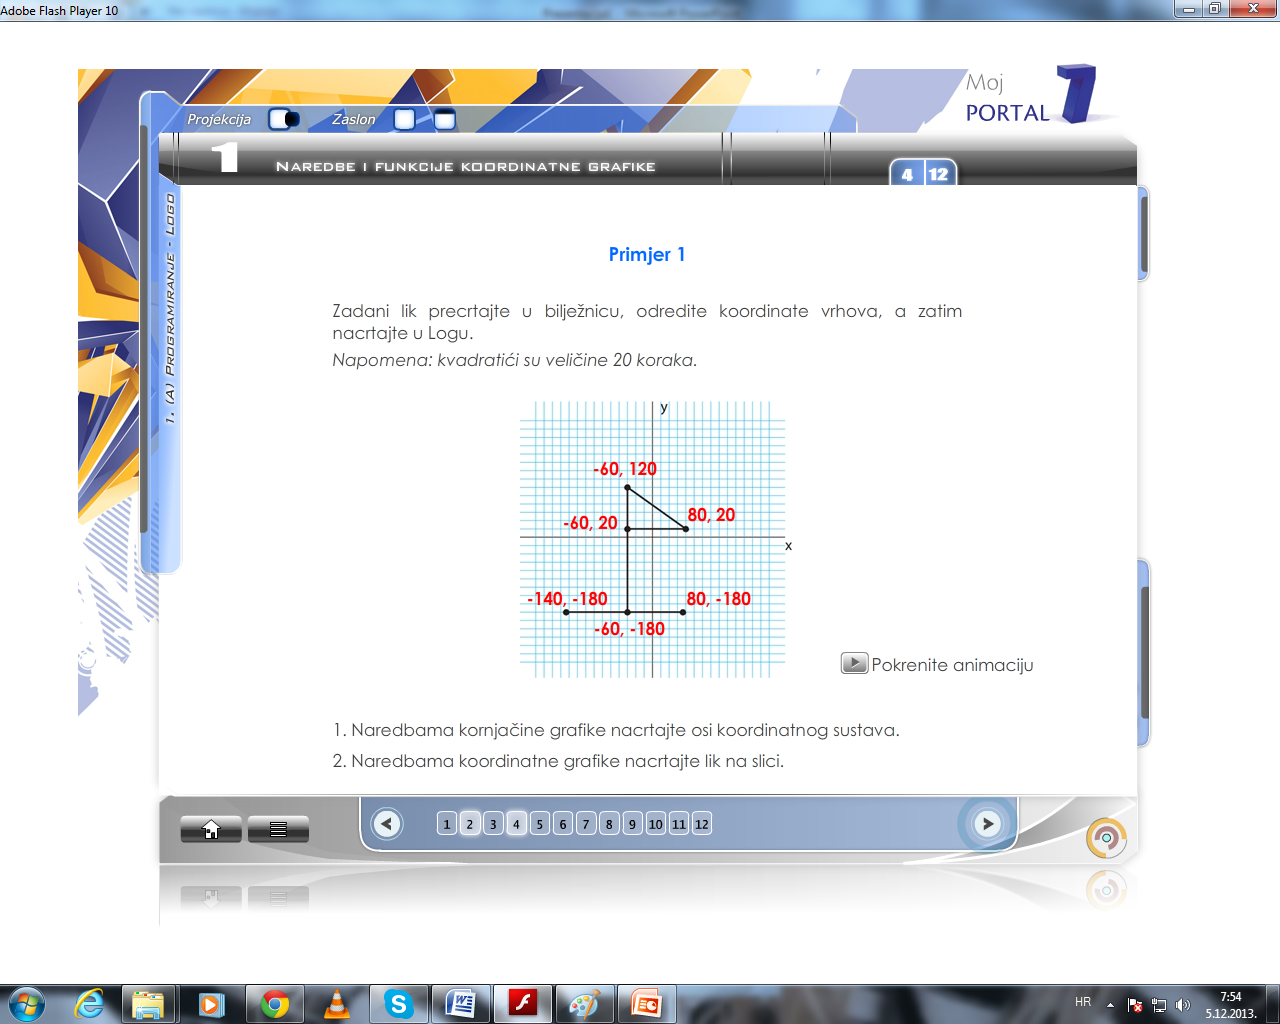 Adobe Flash Player 10
Moj
PORTAL
Projekcija
Zaslon
1
NAREDBE I FUNKCIJE KOORDINATNE GRAFIKE
4 12
1. (A) PROGRAMIRANJE - LOGO
Primjer 1
Zadani lik precrtajte u bilježnicu, odredite koordinate vrhova, a zatim
nacrtajte u Logu.
Napomena: kvadratići su veličine 20 koraka.
y
-60, 120
80, 20
-60, 20
x
-140, -180
80, -180
-60, -180
Pokrenite animaciju
1. Naredbama kornjačine grafike nacrtajte osi koordinatnog sustava.
2. Naredbama koordinatne grafike nacrtajte lik na slici.
1 2 3 4 5 6 7 8 9 10 11 12
HR
7:54
5.12.2013.